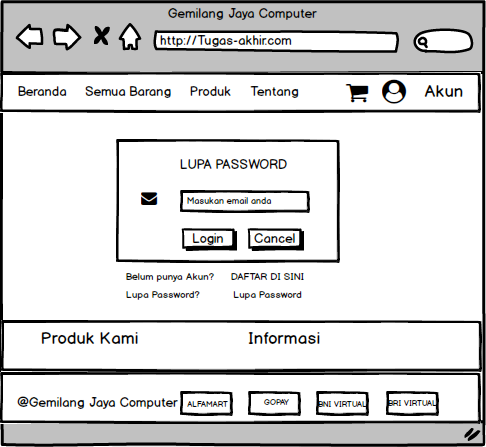 Gemilang Jaya Computer
http://Tugas-akhir.com
Beranda Semua Barang Produk Tentang Akun
LUPA PASSWORD
Masukan email anda
Login Cancel
Belum punya Akun? DAFTAR DI SINI
Lupa Password? Lupa Password
Produk Kami Informasi
@Gemilang Jaya Computer ALFAMART GOPAY BNI VIRTUAL BRI VIRTUAL